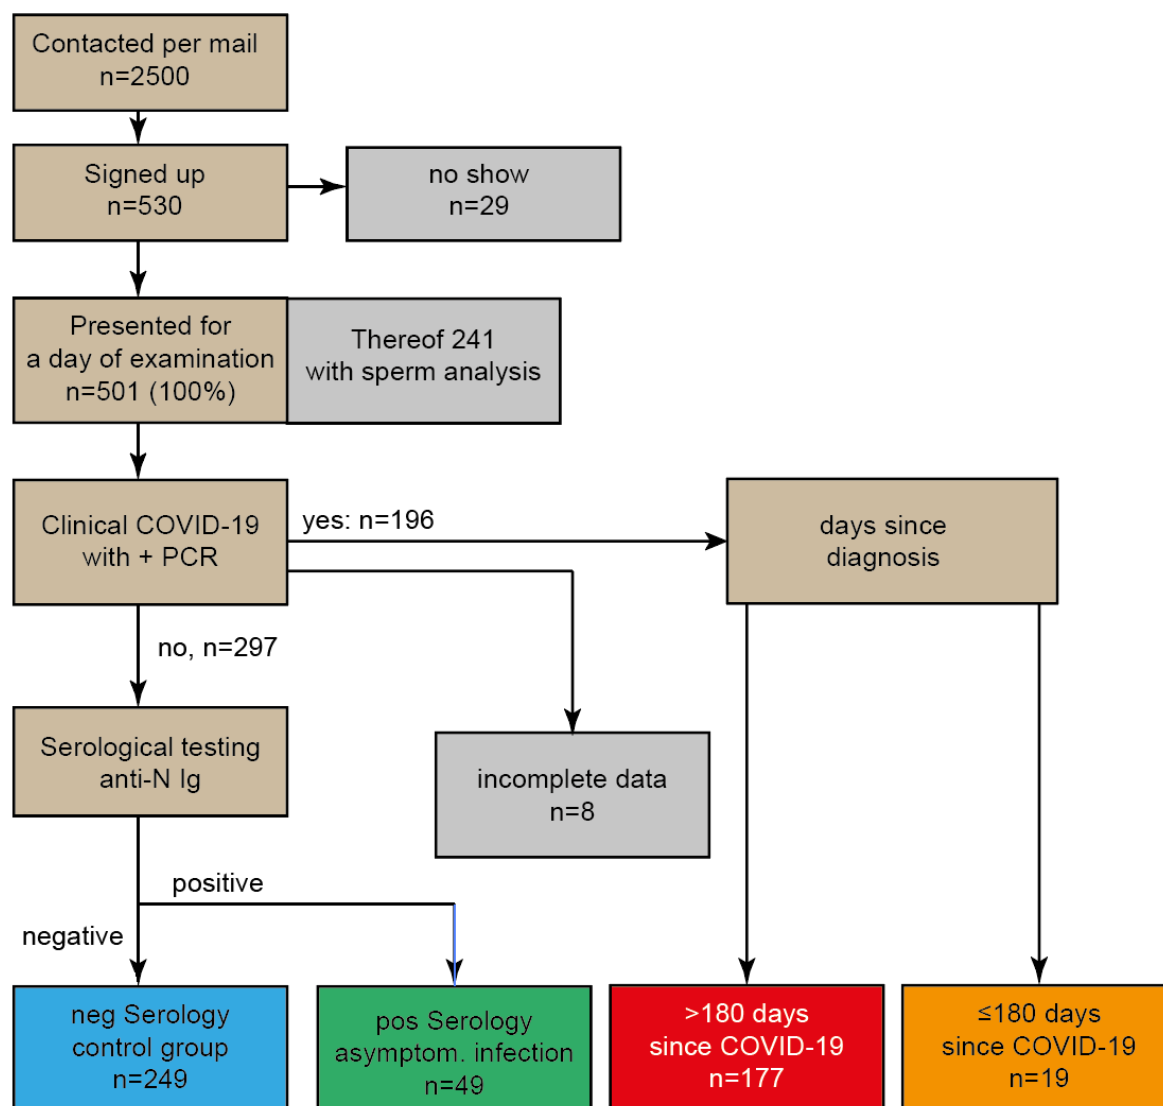 Contacted per mail
n=2500
Signed up
n=530
no show
n=29
Presented for
a day of examination
n=501 (100%)
Thereof 241
with sperm analysis
Clinical COVID-19
with + PCR
yes: n=196
days since
diagnosis
no, n=297
Serological testing
anti-N Ig
incomplete data
n=8
positive
negative
neg Serology
control group
n=249
pos Serology
asymptom. infection
n=49
>180 days
since COVID-19
n=177
≤180 days
since COVID-19
n=19